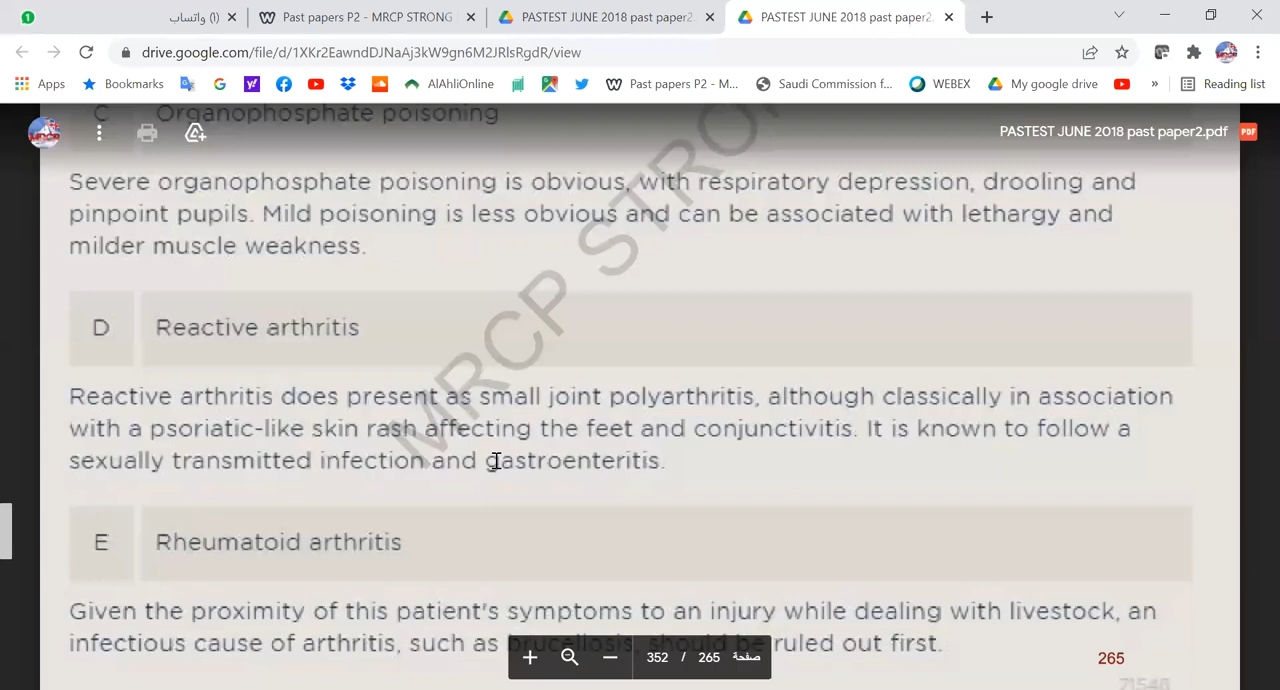 (1) واتساب
Past papers P2 - MRCP STRONG
PASTEST JUNE 2018 past paper2.
PASTEST JUNE 2018 past paper2.
drive.google.com/file/d/1XKr2EawndDJNaAj3kW9gn6M2JRIsRgdR/view
Apps Bookmarks AlAhliOnline Past papers P2 - M... Saudi Commission f... WEBEX My google drive » Reading list
C Organophosphate poisoning
PASTEST JUNE 2018 past paper2.pdf PDF
Severe organophosphate poisoning is obvious, with respiratory depression, drooling and
pinpoint pupils. Mild poisoning is less obvious and can be associated with lethargy and
milder muscle weakness.
D Reactive arthritis
Reactive arthritis does present as small joint polyarthritis, although classically in association
with a psoriatic-like skin rash affecting the feet and conjunctivitis. It is known to follow a
sexually transmitted infection and gastroenteritis.
E Rheumatoid arthritis
Given the proximity of this patient's symptoms to an injury while dealing with livestock, an
infectious cause of arthritis, such as brucellosis, should be ruled out first.
352 / 265 صفحة
265
71546
MRCP STRO